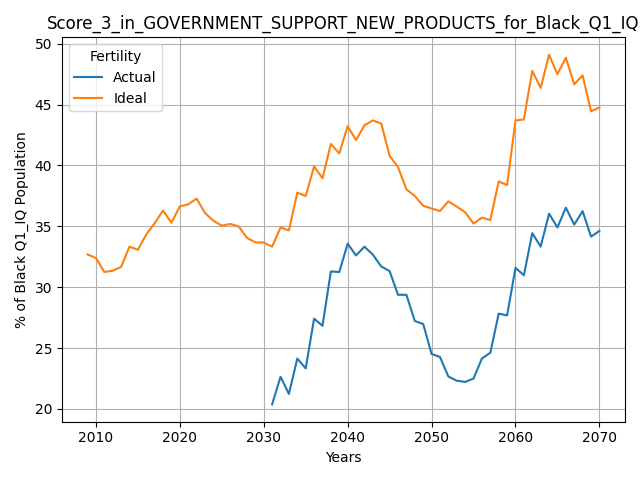 Score_3_in_GOVERNMENT_SUPPORT_NEW_PRODUCTS_for_Black_Q1_IQ
Fertility
Actual
Ideal
50
45
40
35
30
25
20
% of Black Q1_IQ Population
2010 2020 2030 2040 2050 2060 2070
Years